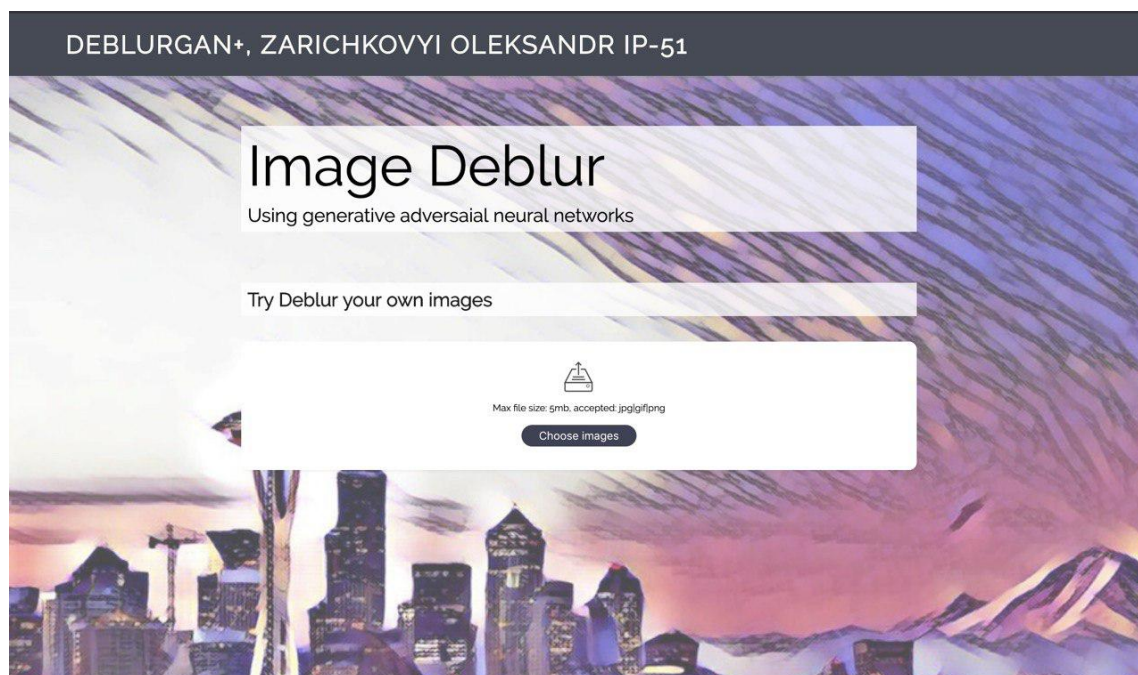 DEBLURGAN+, ZARICHKOVYI OLEKSANDR IP-51
Image Deblur
Using generative adversaial neural networks
Try Deblur your own images
Max file size: 5mb, accepted: jpg|gif|png
Choose images